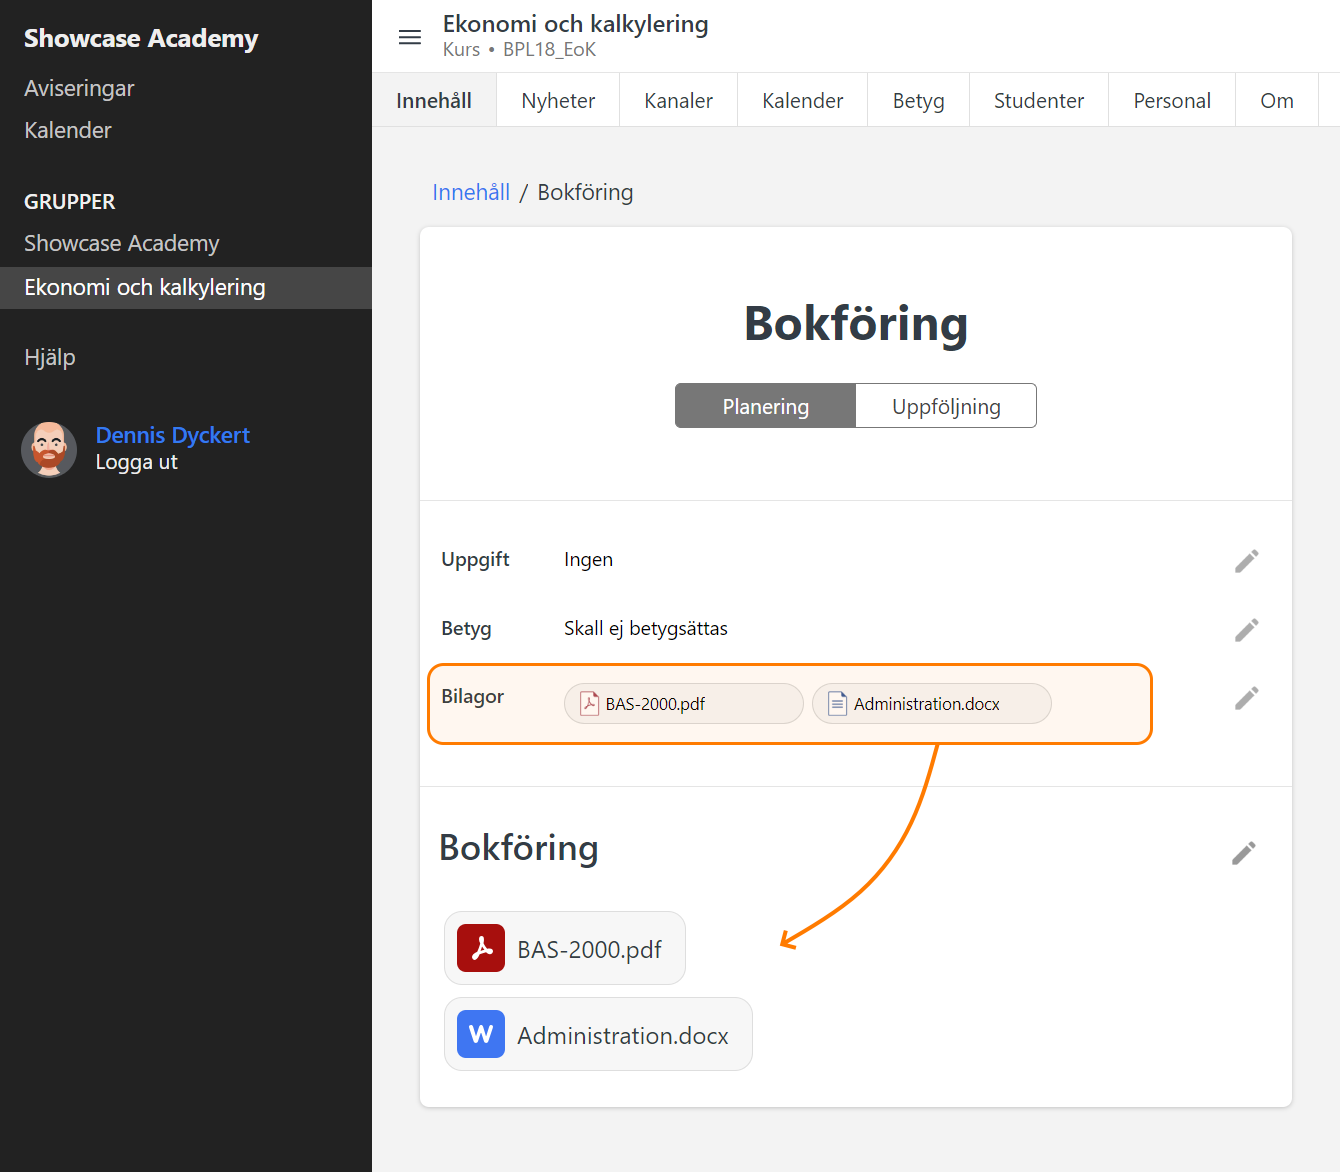 Showcase Academy
Aviseringar
Kalender
GRUPPER
Showcase Academy
Ekonomi och kalkylering
Hjälp
Dennis Dyckert
Logga ut
Ekonomi och kalkylering
Kurs • BPL18_EoK
Innehåll Nyheter Kanaler Kalender Betyg Studenter Personal Om
Innehåll / Bokföring
Bokföring
Planering Uppföljning
Uppgift Ingen
Betyg Skall ej betygsättas
Bilagor BAS-2000.pdf Administration.docx
Bokföring
BAS-2000.pdf
W Administration.docx